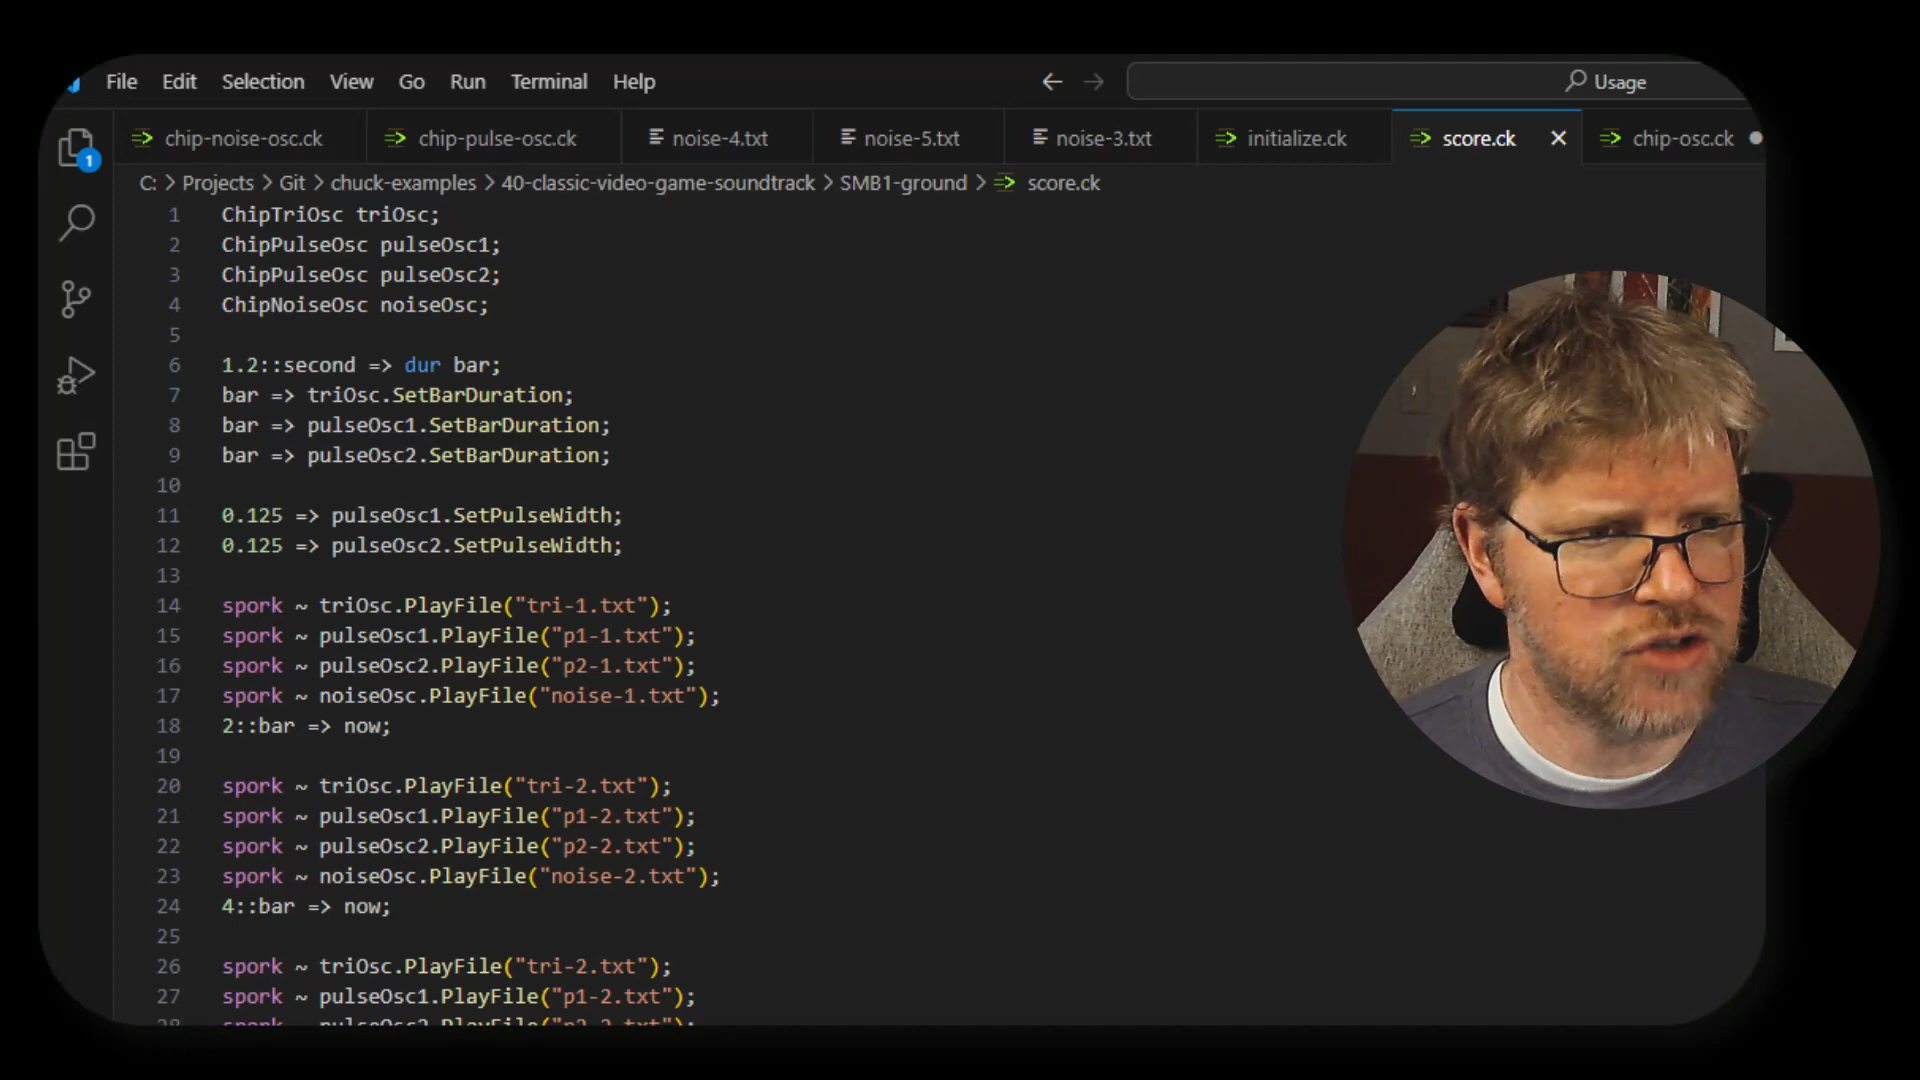 File Edit Selection View Go Run Terminal Help Usage
chip-noise-osc.ck chip-pulse-osc.ck noise-4.txt noise-5.txt noise-3.txt initialize.ck score.ck chip-osc.ck
1
C: > Projects > Git > chuck-examples > 40-classic-video-game-soundtrack > SMB1-ground > score.ck
1 ChipTriOsc triOsc;
2 ChipPulseOsc pulseOsc1;
3 ChipPulseOsc pulseOsc2;
4 ChipNoiseOsc noiseOsc;
5
6 1.2::second => dur bar;
7 bar => triOsc.SetBarDuration;
8 bar => pulseOsc1.SetBarDuration;
9 bar => pulseOsc2.SetBarDuration;
10
11 0.125 => pulseOsc1.SetPulseWidth;
12 0.125 => pulseOsc2.SetPulseWidth;
13
14 spork ~ triOsc.PlayFile("tri-1.txt");
15 spork ~ pulseOsc1.PlayFile("p1-1.txt");
16 spork ~ pulseOsc2.PlayFile("p2-1.txt");
17 spork ~ noiseOsc.PlayFile("noise-1.txt");
18 2::bar => now;
19
20 spork ~ triOsc.PlayFile("tri-2.txt");
21 spork ~ pulseOsc1.PlayFile("p1-2.txt");
22 spork ~ pulseOsc2.PlayFile("p2-2.txt");
23 spork ~ noiseOsc.PlayFile("noise-2.txt");
24 4::bar => now;
25
26 spork ~ triOsc.PlayFile("tri-2.txt");
27 spork ~ pulseOsc1.PlayFile("p1-2.txt");